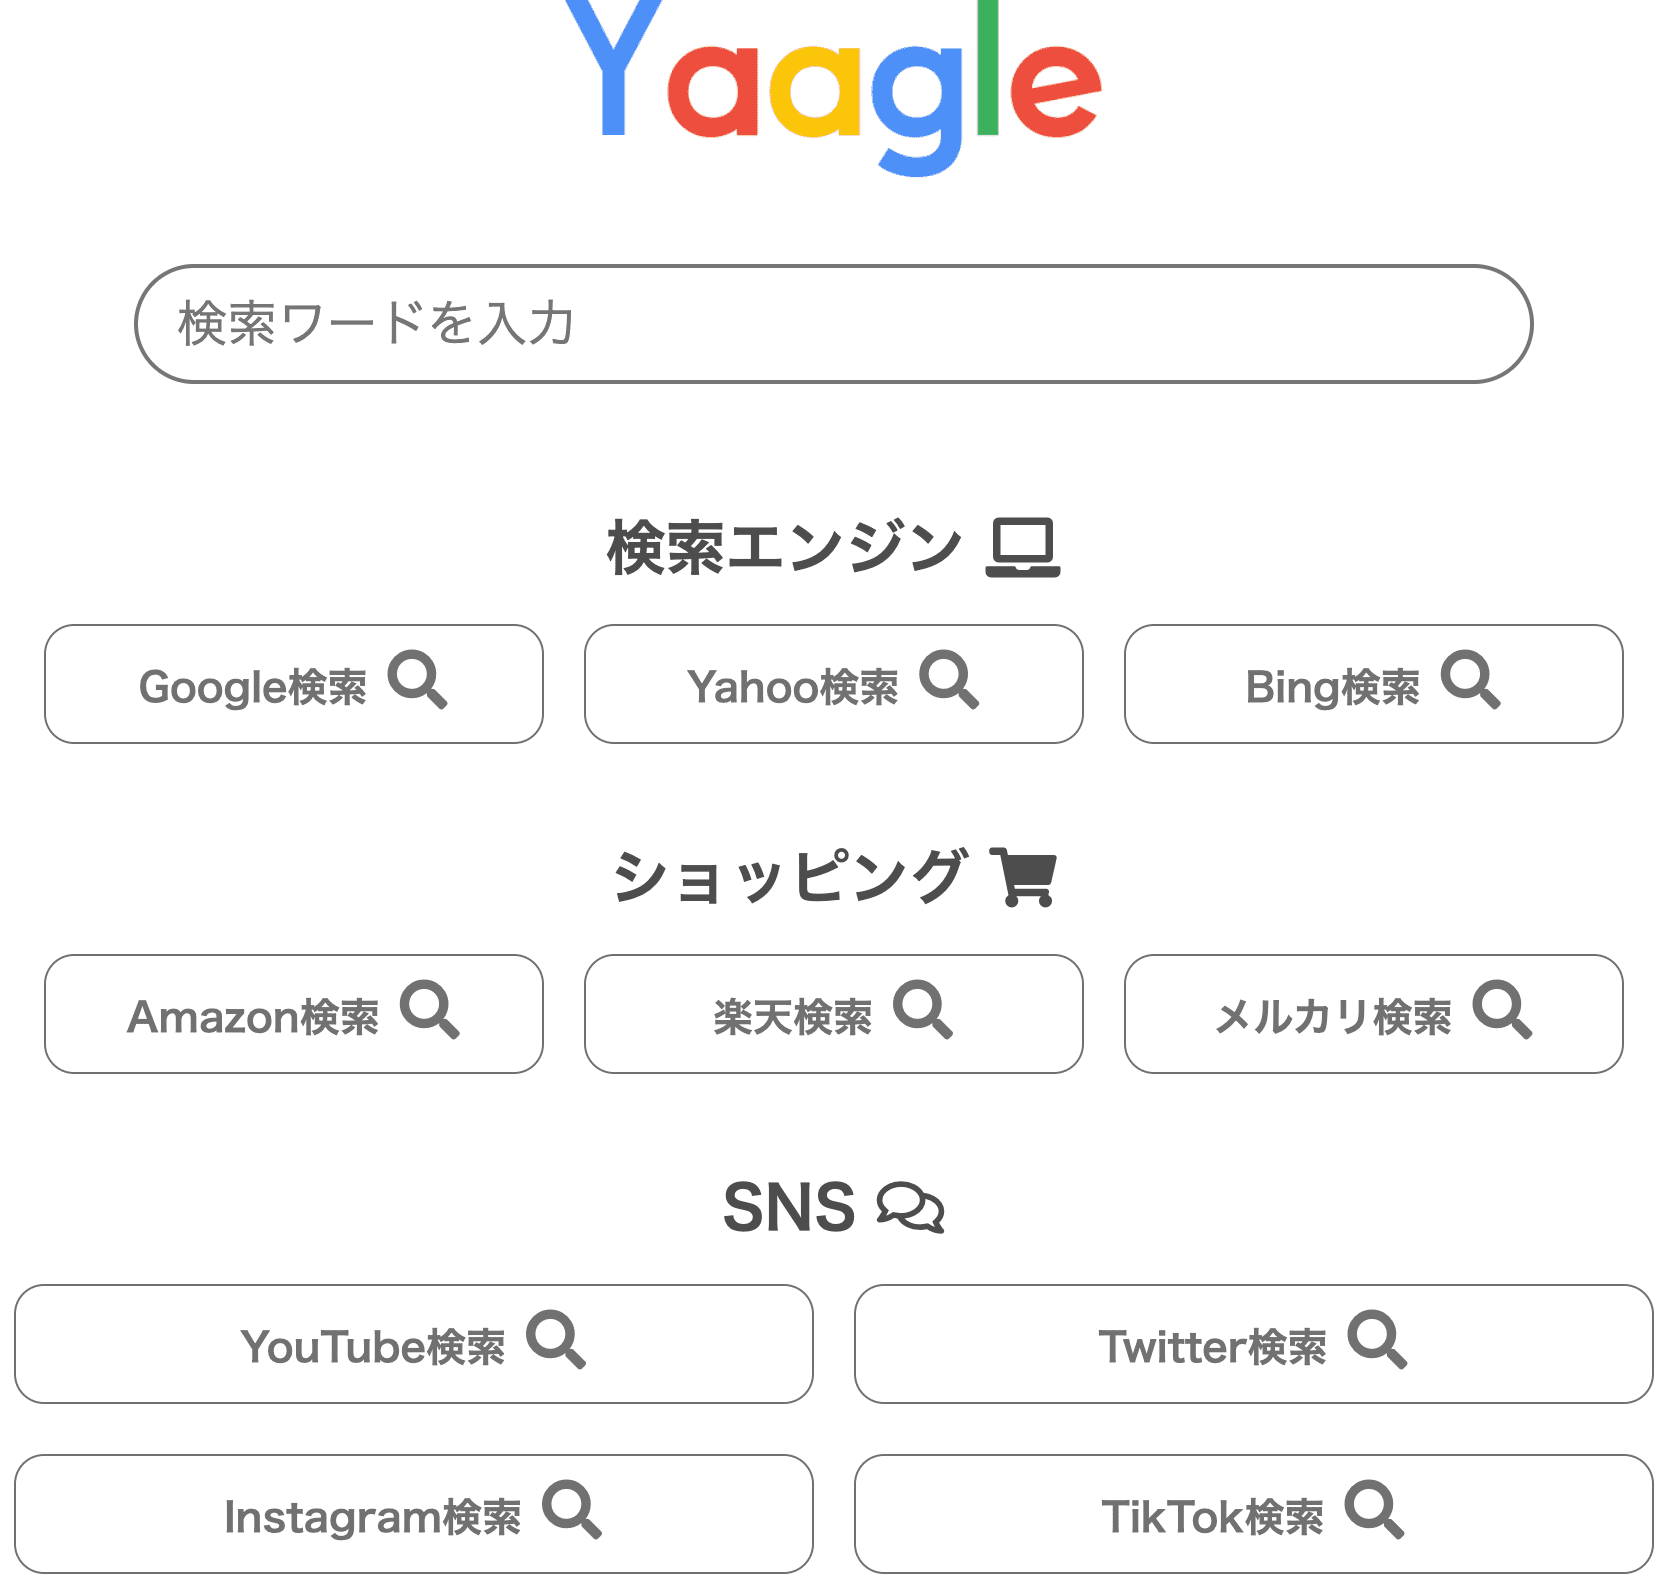 Yaagle
検索ワードを入力
検索エンジン
Google検索
Yahoo検索
Bing検索
ショッピング
Amazon検索
楽天検索
メルカリ検索
SNS
YouTube検索
Twitter検索
Instagram検索
TikTok検索